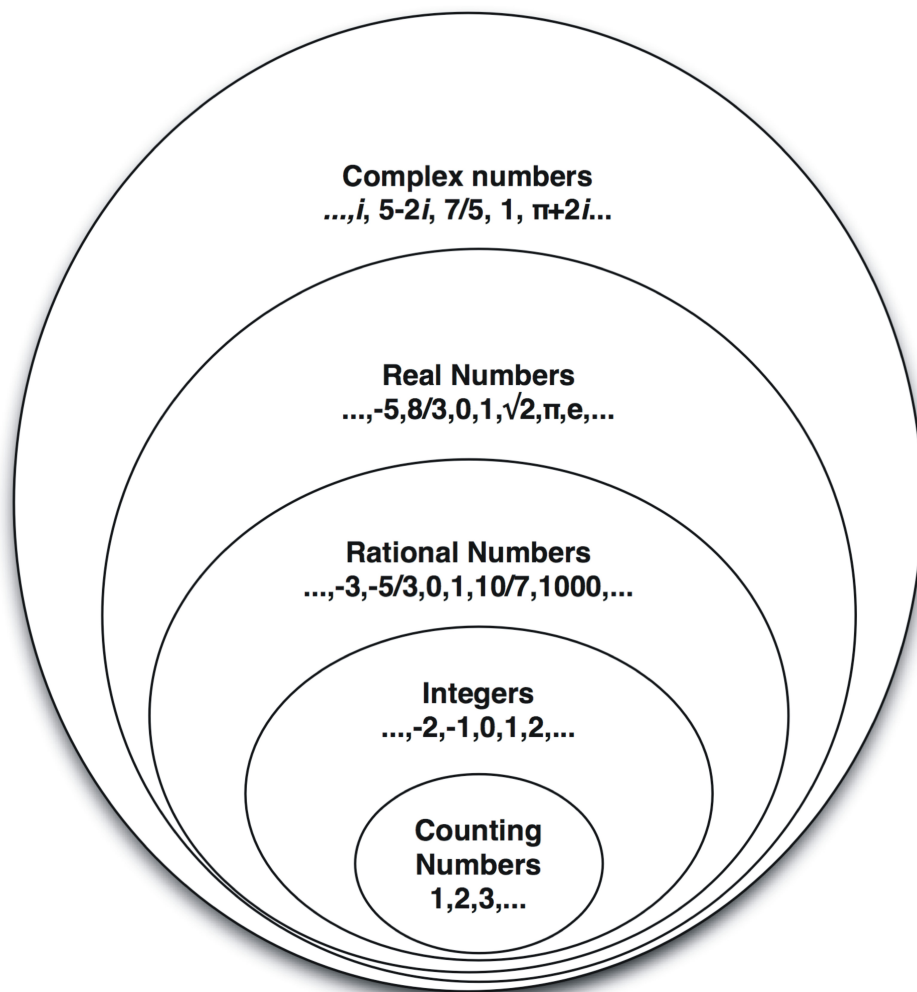 Complex numbers
...,i, 5-2i, 7/5, 1, π+2i...
Real Numbers
...,-5,8/3,0,1,√2,π,e,...
Rational Numbers
...,-3,-5/3,0,1,10/7,1000,...
Integers
...,-2,-1,0,1,2,...
Counting
Numbers
1,2,3,...